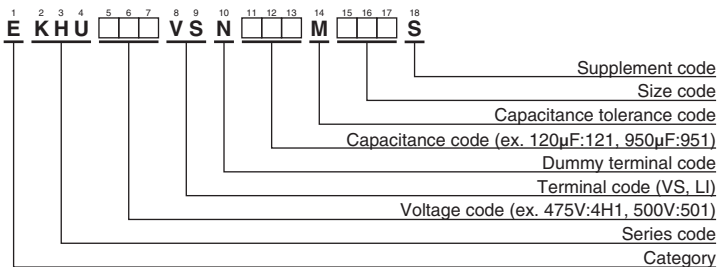 1 2 3 4 5 6 7 8 9 10 11 12 13 14 15 16 17 18
E KHU □□□ VS N □□□ M □□□ S
Supplement code
Size code
Capacitance tolerance code
Capacitance code (ex. 120µF:121, 950µF:951)
Dummy terminal code
Terminal code (VS, LI)
Voltage code (ex. 475V:4H1, 500V:501)
Series code
Category